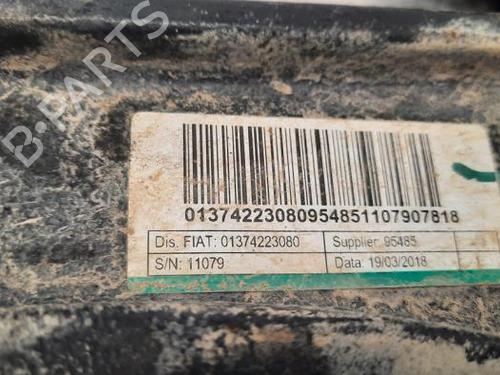 B-PARTS
01374223080954851107907818
Dis. FIAT: 01374223080
Supplier: 95485
S/N: 11079
Data: 19/03/2018